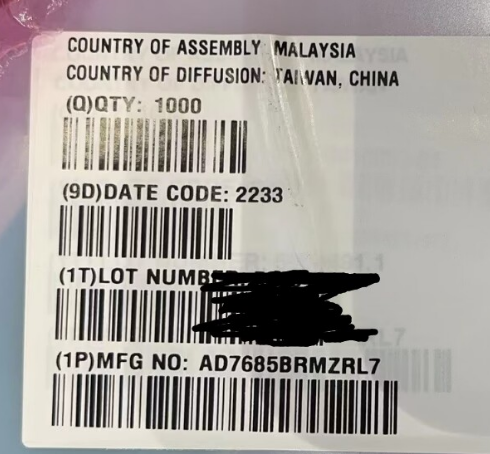 COUNTRY OF ASSEMBLY: MALAYSIA
COUNTRY OF DIFFUSION: TAIWAN, CHINA
(Q)QTY: 1000
(9D)DATE CODE: 2233
(1T)LOT NUMBER
(1P)MFG NO: AD7685BRMZRL7